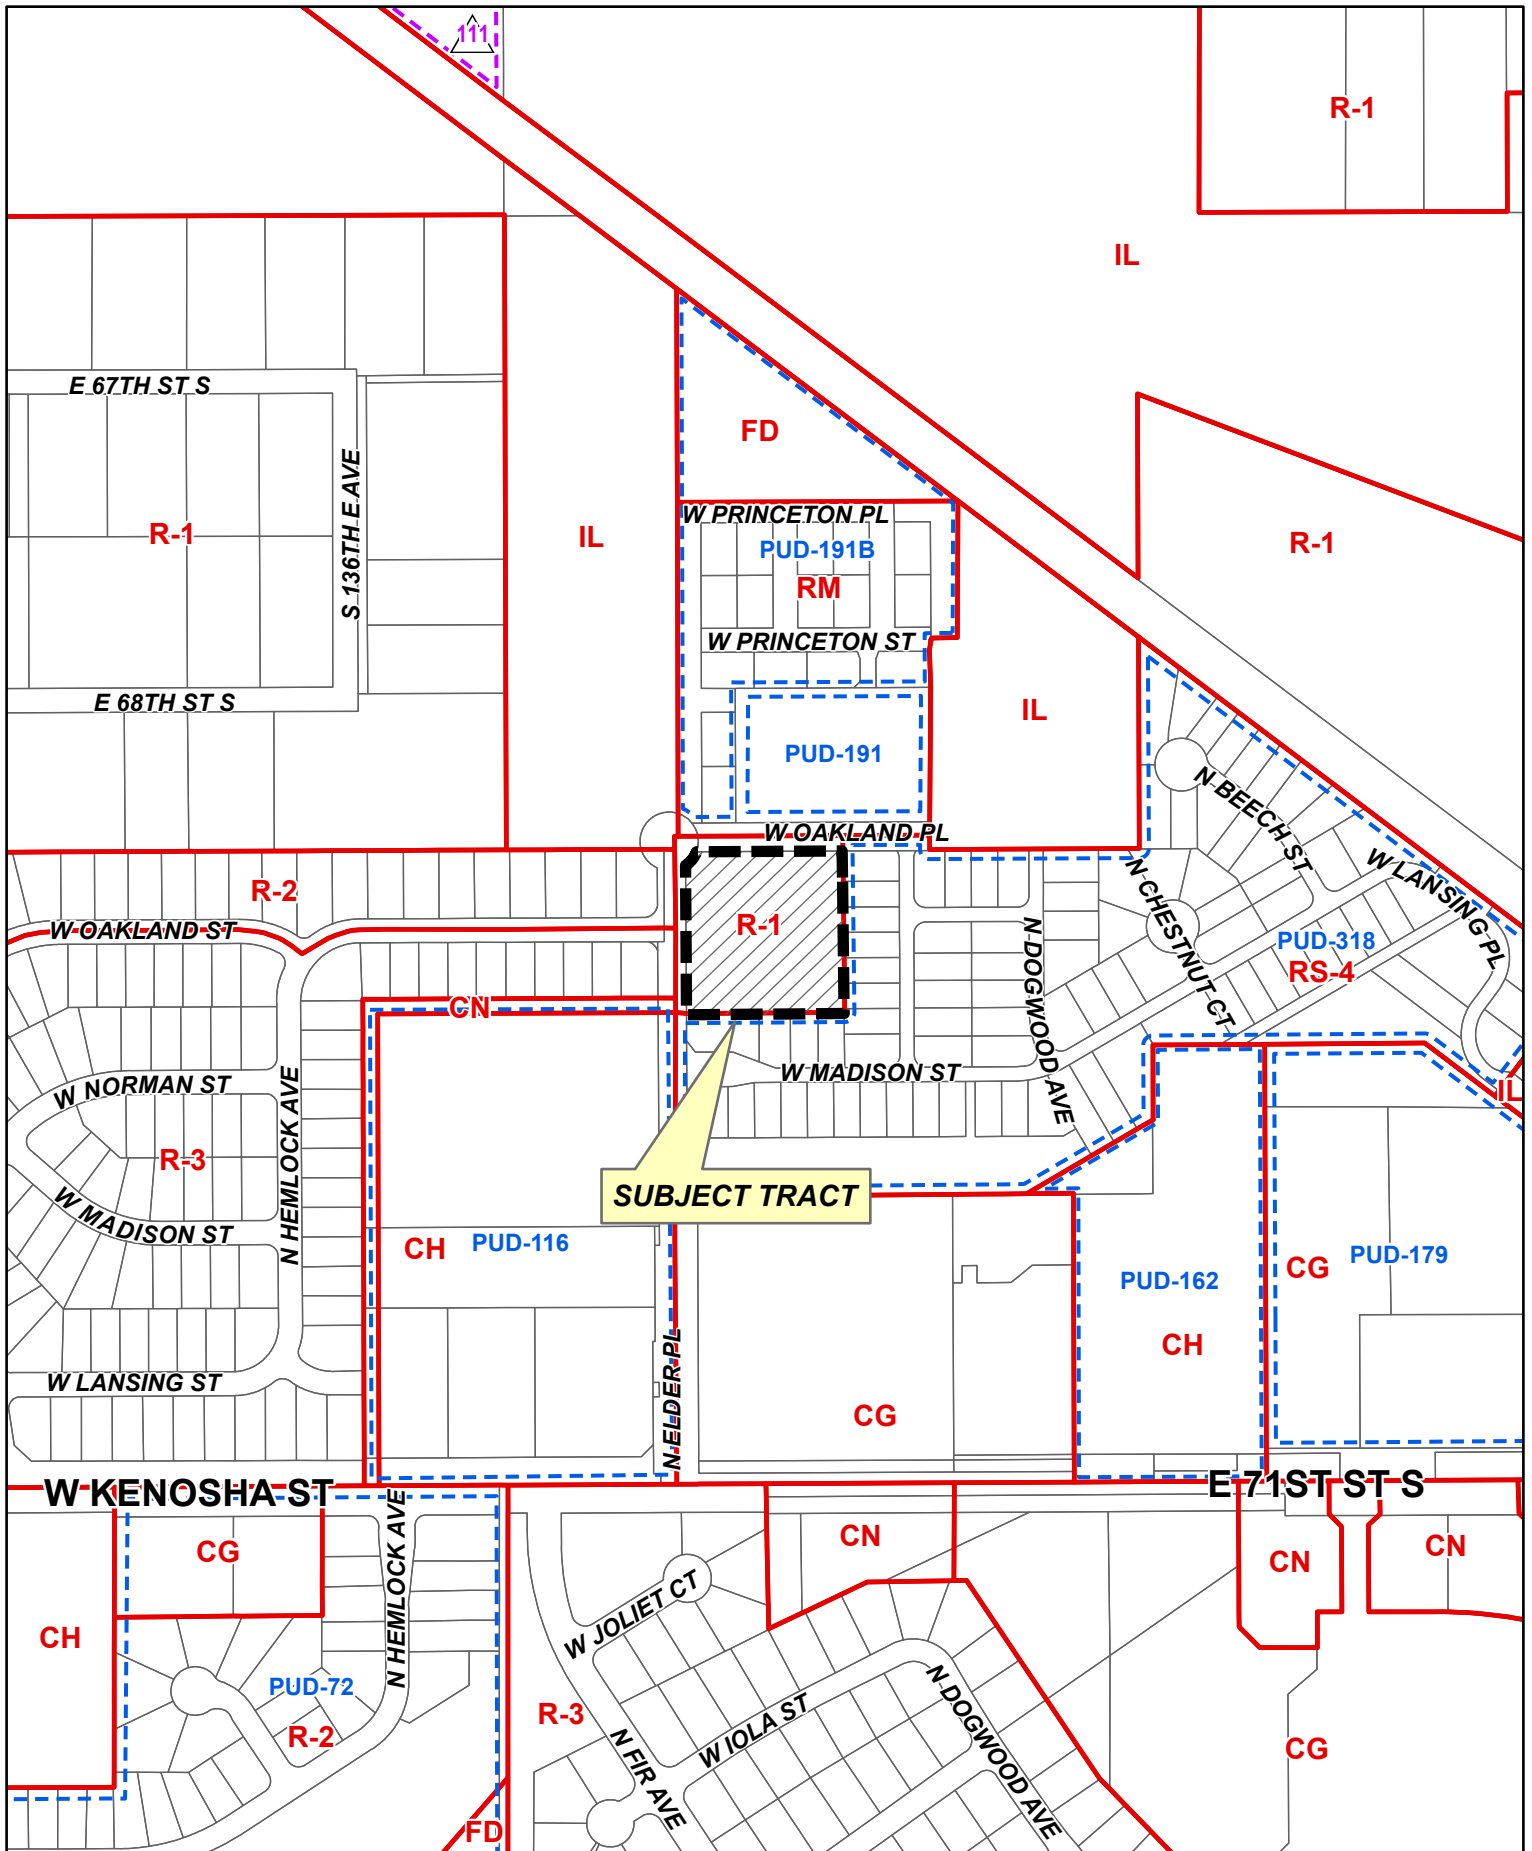 111
R-1
IL
E 67TH ST S
FD
S 136TH E AVE
R-1
IL
W PRINCETON PL
PUD-191B
RM
R-1
W PRINCETON ST
E 68TH ST S
IL
PUD-191
N BEECH ST
W OAKLAND PL
W LANSING PL
R-2
N CHESTNUT CT
R-1
W OAKLAND ST
N DOGWOOD AVE
PUD-318
RS-4
CN
W NORMAN ST
W MADISON ST
IL
N HEMLOCK AVE
R-3
W MADISON ST
SUBJECT TRACT
CH
PUD-116
PUD-162
CG
PUD-179
CH
W LANSING ST
N ELDER PL
CG
W KENOSHA ST
E 71ST ST S
N HEMLOCK AVE
CG
CN
CN
CN
CH
W JOLIET CT
PUD-72
R-2
R-3
N FIR AVE
W IOLA ST
N DOGWOOD AVE
CG
FD